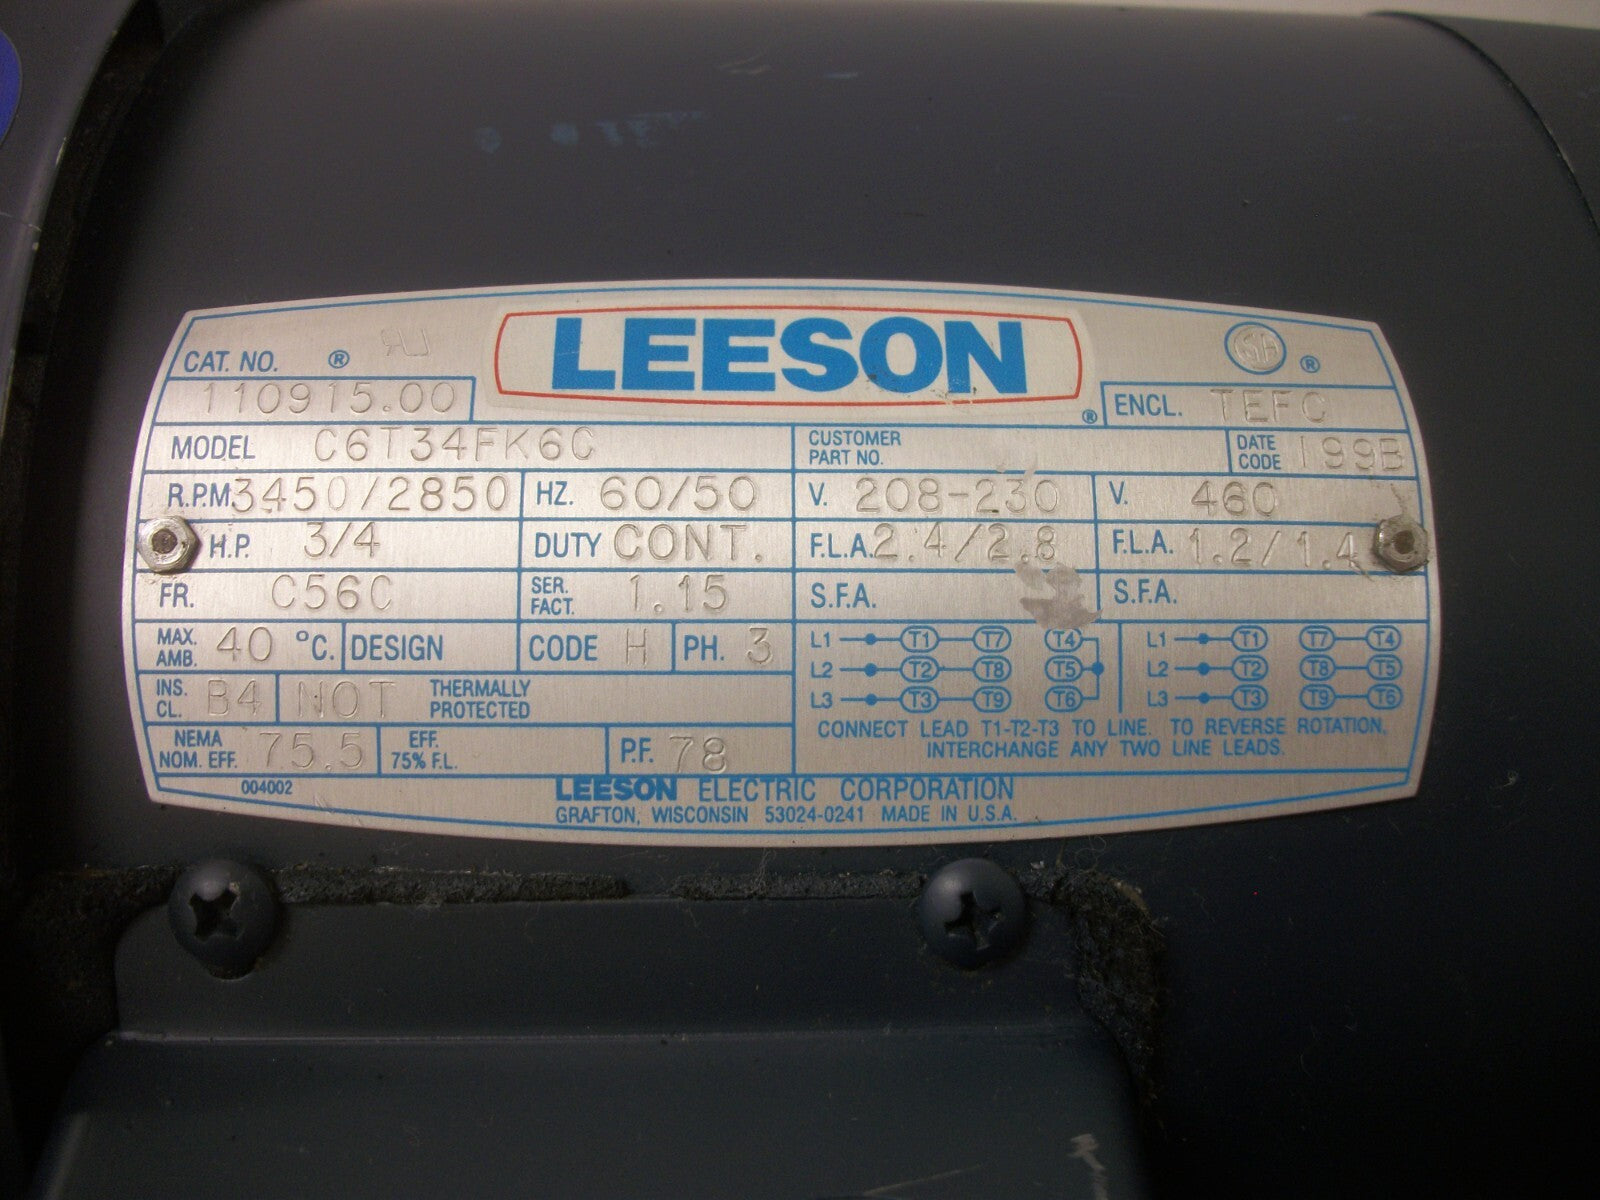 LEESON ®
CAT. NO. ®
110915.00
® ENCL. TEFC
MODEL C6T34FK6C
CUSTOMER PART NO.
DATE CODE 199B
R.P.M. 3450/2850 HZ. 60/50 V. 208-230 V. 460
H.P. 3/4 DUTY CONT. F.L.A. 2.4/2.8 F.L.A. 1.2/1.4
FR. C56C SER. FACT. 1.15 S.F.A. S.F.A.
MAX. AMB. 40 °C. DESIGN CODE H PH. 3
INS. CL. B4 NOT THERMALLY PROTECTED
NEMA NOM. EFF. 75.5 EFF. 75% F.L. P.F. 78
L1 T1 T7 T4 L1 T1 T7 T4
L2 T2 T8 T5 L2 T2 T8 T5
L3 T3 T9 T6 L3 T3 T9 T6
CONNECT LEAD T1-T2-T3 TO LINE. TO REVERSE ROTATION,
INTERCHANGE ANY TWO LINE LEADS.
004002 LEESON ELECTRIC CORPORATION
GRAFTON, WISCONSIN 53024-0241 MADE IN U.S.A.